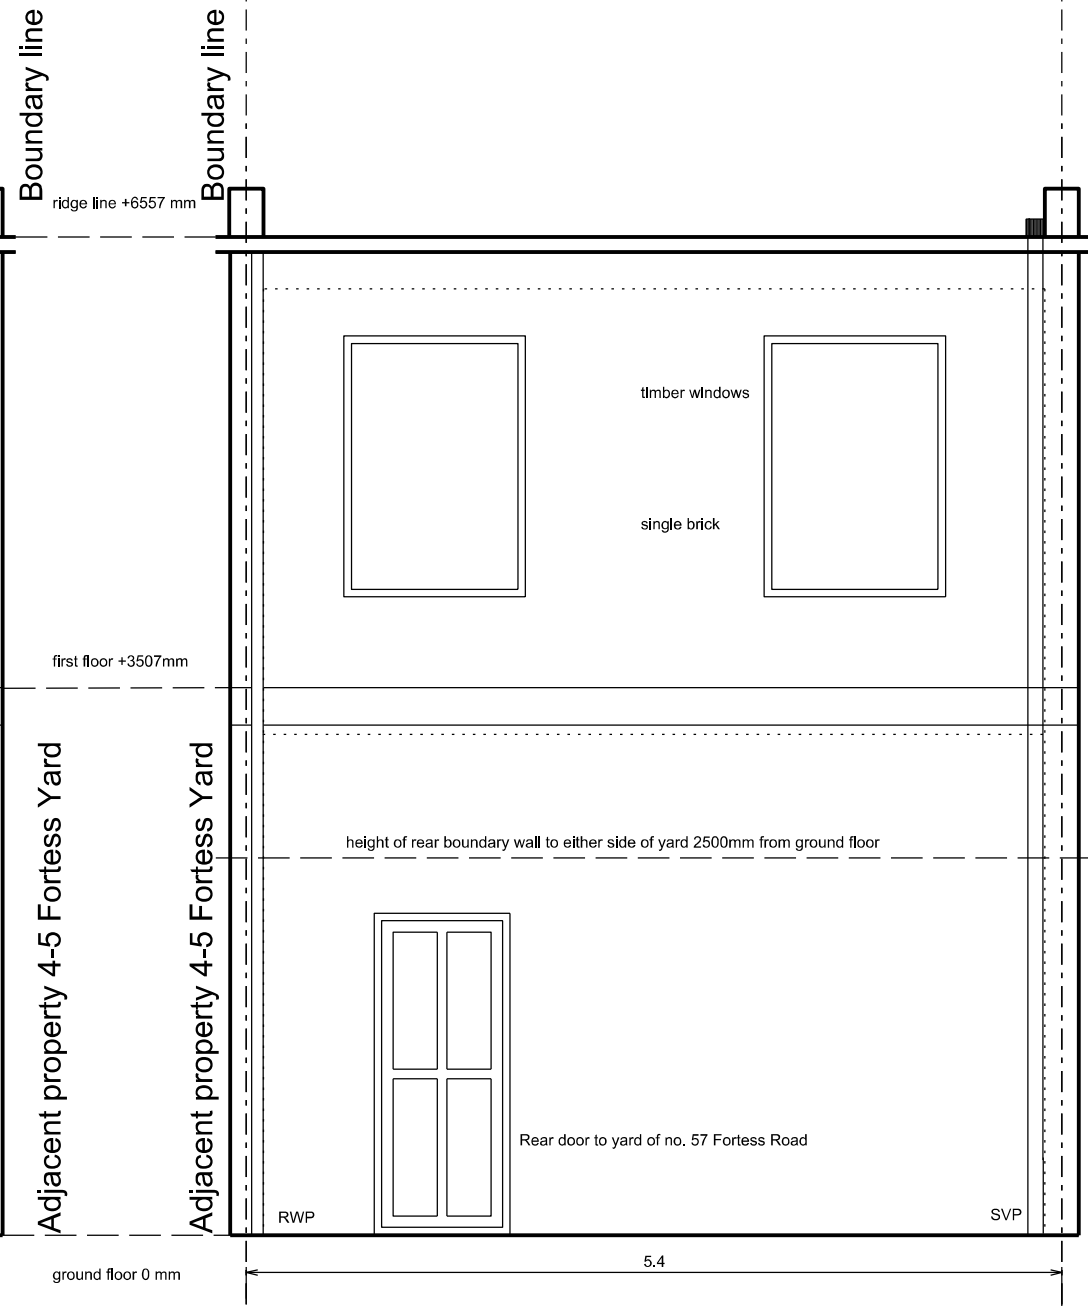 Boundary line
Boundary line
ridge line +6557 mm
timber windows
single brick
first floor +3507mm
Adjacent property 4-5 Fortess Yard
Adjacent property 4-5 Fortess Yard
height of rear boundary wall to either side of yard 2500mm from ground floor
Rear door to yard of no. 57 Fortess Road
RWP
SVP
5.4
ground floor 0 mm